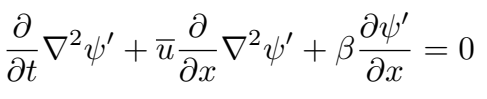 ∂/∂t ∇²ψ′ + u̅ ∂/∂x ∇²ψ′ + β ∂ψ′/∂x = 0